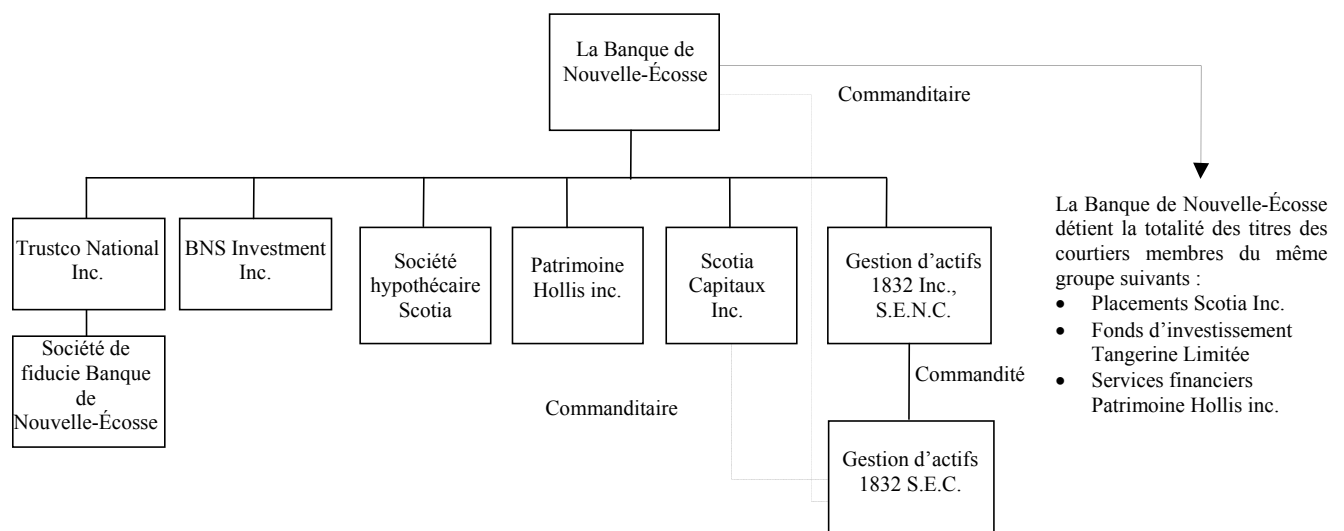 La Banque de
Nouvelle-Écosse
Commanditaire
Trustco National
Inc.
BNS Investment
Inc.
Société
hypothécaire
Scotia
Patrimoine
Hollis inc.
Scotia
Capitaux
Inc.
Gestion d’actifs
1832 Inc.,
S.E.N.C.
La Banque de Nouvelle-Écosse
détient la totalité des titres des
courtiers membres du même
groupe suivants :
• Placements Scotia Inc.
• Fonds d’investissement
Tangerine Limitée
• Services financiers
Patrimoine Hollis inc.
Société de
fiducie Banque
de
Nouvelle-Écosse
Commanditaire
Commandité
Gestion d’actifs
1832 S.E.C.